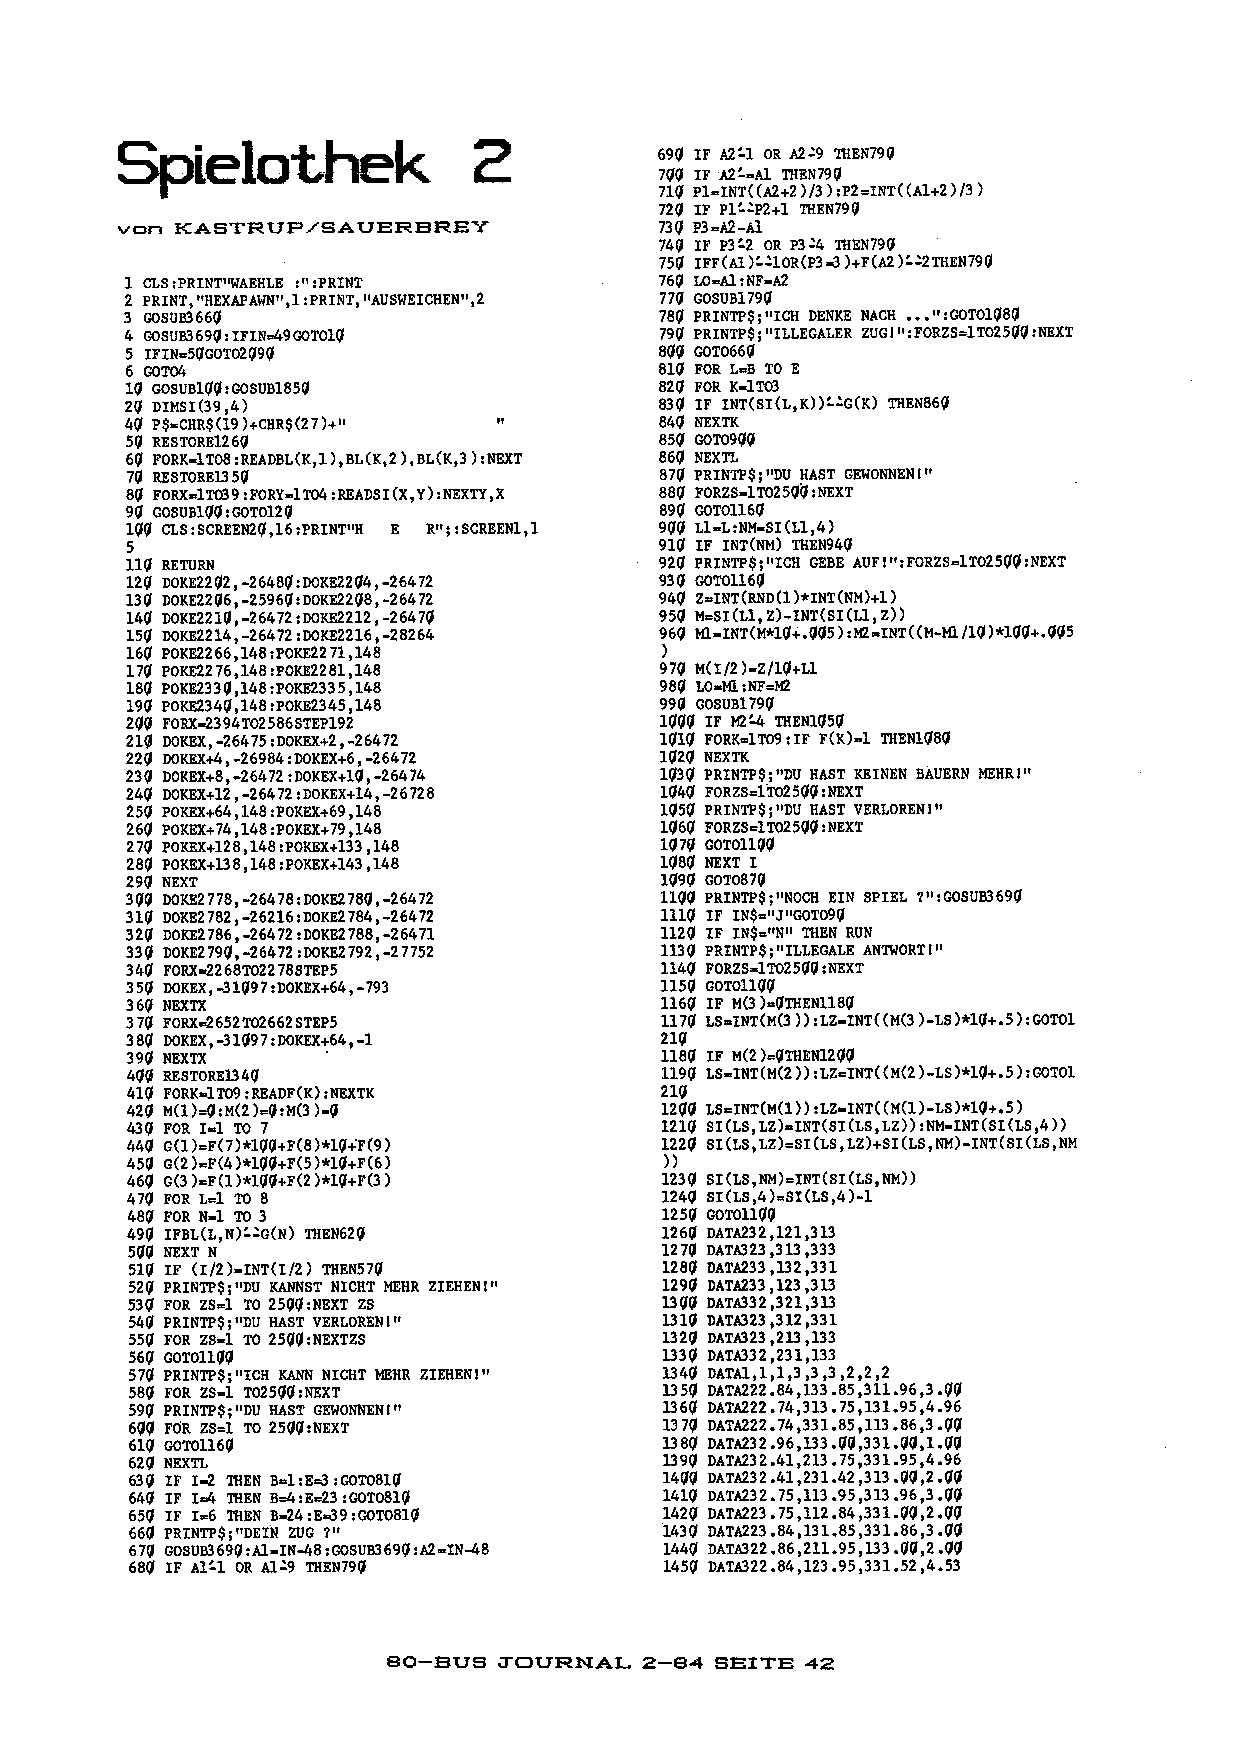 Spielothek 2
von KASTRUP/SAUERBREY
1 CLS:PRINT"WAEHLE :":PRINT
2 PRINT,"HEXAPAWN",1:PRINT,"AUSWEICHEN",2
3 GOSUB3660
4 GOSUB3690:IFIN=49GOTO10
5 IFIN=50GOTO2090
6 GOTO4
10 GOSUB100:GOSUB1850
20 DIMSI(39,4)
40 P$=CHR$(19)+CHR$(27)+"                 "
50 RESTORE1260
60 FORK=1TO8:READBL(K,1),BL(K,2),BL(K,3):NEXT
70 RESTORE1350
80 FORX=1TO39:FORY=1TO4:READSI(X,Y):NEXTY,X
90 GOSUB100:GOTO120
100 CLS:SCREEN20,16:PRINT"H   E   R";:SCREEN1,1
5
110 RETURN
120 DOKE2202,-26480:DOKE2204,-26472
130 DOKE2206,-25960:DOKE2208,-26472
140 DOKE2210,-26472:DOKE2212,-26470
150 DOKE2214,-26472:DOKE2216,-28264
160 POKE2266,148:POKE2271,148
170 POKE2276,148:POKE2281,148
180 POKE2330,148:POKE2335,148
190 POKE2340,148:POKE2345,148
200 FORX=2394TO2586STEP192
210 DOKEX,-26475:DOKEX+2,-26472
220 DOKEX+4,-26984:DOKEX+6,-26472
230 DOKEX+8,-26472:DOKEX+10,-26474
240 DOKEX+12,-26472:DOKEX+14,-26728
250 POKEX+64,148:POKEX+69,148
260 POKEX+74,148:POKEX+79,148
270 POKEX+128,148:POKEX+133,148
280 POKEX+138,148:POKEX+143,148
290 NEXT
300 DOKE2778,-26478:DOKE2780,-26472
310 DOKE2782,-26216:DOKE2784,-26472
320 DOKE2786,-26472:DOKE2788,-26471
330 DOKE2790,-26472:DOKE2792,-27752
340 FORX=2268TO2278STEP5
350 DOKEX,-31097:DOKEX+64,-793
360 NEXTX
370 FORX=2652TO2662STEP5
380 DOKEX,-31097:DOKEX+64,-1
390 NEXTX
400 RESTORE1340
410 FORK=1TO9:READF(K):NEXTK
420 M(1)=0:M(2)=0:M(3)=0
430 FOR I=1 TO 7
440 G(1)=F(7)*100+F(8)*10+F(9)
450 G(2)=F(4)*100+F(5)*10+F(6)
460 G(3)=F(1)*100+F(2)*10+F(3)
470 FOR L=1 TO 8
480 FOR N=1 TO 3
490 IFBL(L,N)<>G(N) THEN620
500 NEXT N
510 IF (I/2)=INT(I/2) THEN570
520 PRINTP$;"DU KANNST NICHT MEHR ZIEHEN!"
530 FOR ZS=1 TO 2500:NEXT ZS
540 PRINTP$;"DU HAST VERLOREN!"
550 FOR ZS=1 TO 2500:NEXTZS
560 GOTO1100
570 PRINTP$;"ICH KANN NICHT MEHR ZIEHEN!"
580 FOR ZS=1 TO2500:NEXT
590 PRINTP$;"DU HAST GEWONNEN!"
600 FOR ZS=1 TO 2500:NEXT
610 GOTO1160
620 NEXTL
630 IF I=2 THEN B=1:E=3:GOTO810
640 IF I=4 THEN B=4:E=23:GOTO810
650 IF I=6 THEN B=24:E=39:GOTO810
660 PRINTP$;"DEIN ZUG ?"
670 GOSUB3690:A1=IN-48:GOSUB3690:A2=IN-48
680 IF A1<1 OR A1>9 THEN790
690 IF A2<1 OR A2>9 THEN790
700 IF A2<=A1 THEN790
710 P1=INT((A2+2)/3):P2=INT((A1+2)/3)
720 IF P1<>P2+1 THEN790
730 P3=A2-A1
740 IF P3<2 OR P3>4 THEN790
750 IFF(A1)<>1OR(P3=3)+F(A2)<>2THEN790
760 LO=A1:NF=A2
770 GOSUB1790
780 PRINTP$;"ICH DENKE NACH ...":GOTO1080
790 PRINTP$;"ILLEGALER ZUG!":FORZS=1TO2500:NEXT
800 GOTO660
810 FOR L=B TO E
820 FOR K=1TO3
830 IF INT(SI(L,K))<>G(K) THEN860
840 NEXTK
850 GOTO900
860 NEXTL
870 PRINTP$;"DU HAST GEWONNEN!"
880 FORZS=1TO2500:NEXT
890 GOTO1160
900 L1=L:NM=SI(L1,4)
910 IF INT(NM) THEN940
920 PRINTP$;"ICH GEBE AUF!":FORZS=1TO2500:NEXT
930 GOTO1160
940 Z=INT(RND(1)*INT(NM)+1)
950 M=SI(L1,Z)-INT(SI(L1,Z))
960 M1=INT(M*10+.005):M2=INT((M-M1/10)*100+.005
)
970 M(I/2)=Z/10+L1
980 LO=M1:NF=M2
990 GOSUB1790
1000 IF M2<4 THEN1050
1010 FORK=1TO9:IF F(K)=1 THEN1080
1020 NEXTK
1030 PRINTP$;"DU HAST KEINEN BAUERN MEHR!"
1040 FORZS=1TO2500:NEXT
1050 PRINTP$;"DU HAST VERLOREN!"
1060 FORZS=1TO2500:NEXT
1070 GOTO1100
1080 NEXT I
1090 GOTO870
1100 PRINTP$;"NOCH EIN SPIEL ?":GOSUB3690
1110 IF IN$="J"GOTO90
1120 IF IN$="N" THEN RUN
1130 PRINTP$;"ILLEGALE ANTWORT!"
1140 FORZS=1TO2500:NEXT
1150 GOTO1100
1160 IF M(3)=0THEN1180
1170 LS=INT(M(3)):LZ=INT((M(3)-LS)*10+.5):GOTO1
210
1180 IF M(2)=0THEN1200
1190 LS=INT(M(2)):LZ=INT((M(2)-LS)*10+.5):GOTO1
210
1200 LS=INT(M(1)):LZ=INT((M(1)-LS)*10+.5)
1210 SI(LS,LZ)=INT(SI(LS,LZ)):NM=INT(SI(LS,4))
1220 SI(LS,LZ)=SI(LS,LZ)+SI(LS,NM)-INT(SI(LS,NM
))
1230 SI(LS,NM)=INT(SI(LS,NM))
1240 SI(LS,4)=SI(LS,4)-1
1250 GOTO1100
1260 DATA232,121,313
1270 DATA323,313,333
1280 DATA233,132,331
1290 DATA233,123,313
1300 DATA332,321,313
1310 DATA323,312,331
1320 DATA323,213,133
1330 DATA332,231,133
1340 DATA1,1,1,3,3,3,2,2,2
1350 DATA222.84,133.85,311.96,3.00
1360 DATA222.74,313.75,131.95,4.96
1370 DATA222.74,331.85,113.86,3.00
1380 DATA232.96,133.00,331.00,1.00
1390 DATA232.41,213.75,331.95,4.96
1400 DATA232.41,231.42,313.00,2.00
1410 DATA232.75,113.95,313.96,3.00
1420 DATA223.75,112.84,331.00,2.00
1430 DATA223.84,131.85,331.86,3.00
1440 DATA322.86,211.95,133.00,2.00
1450 DATA322.84,123.95,331.52,4.53
80-BUS JOURNAL 2-84 SEITE 42